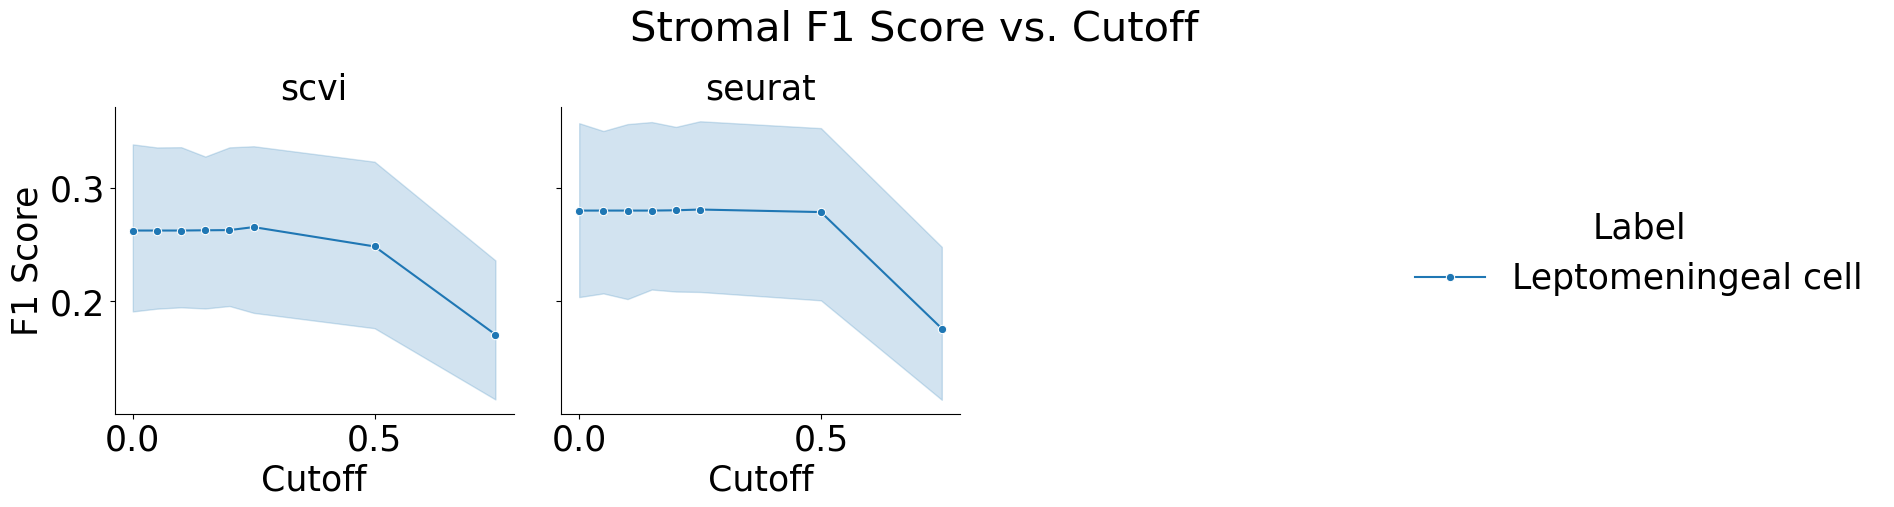 Stromal F1 Score vs. Cutoff
scvi
seurat
F1 Score
0.3
0.2
0.0 0.5
0.0 0.5
Cutoff
Cutoff
Label
Leptomeningeal cell